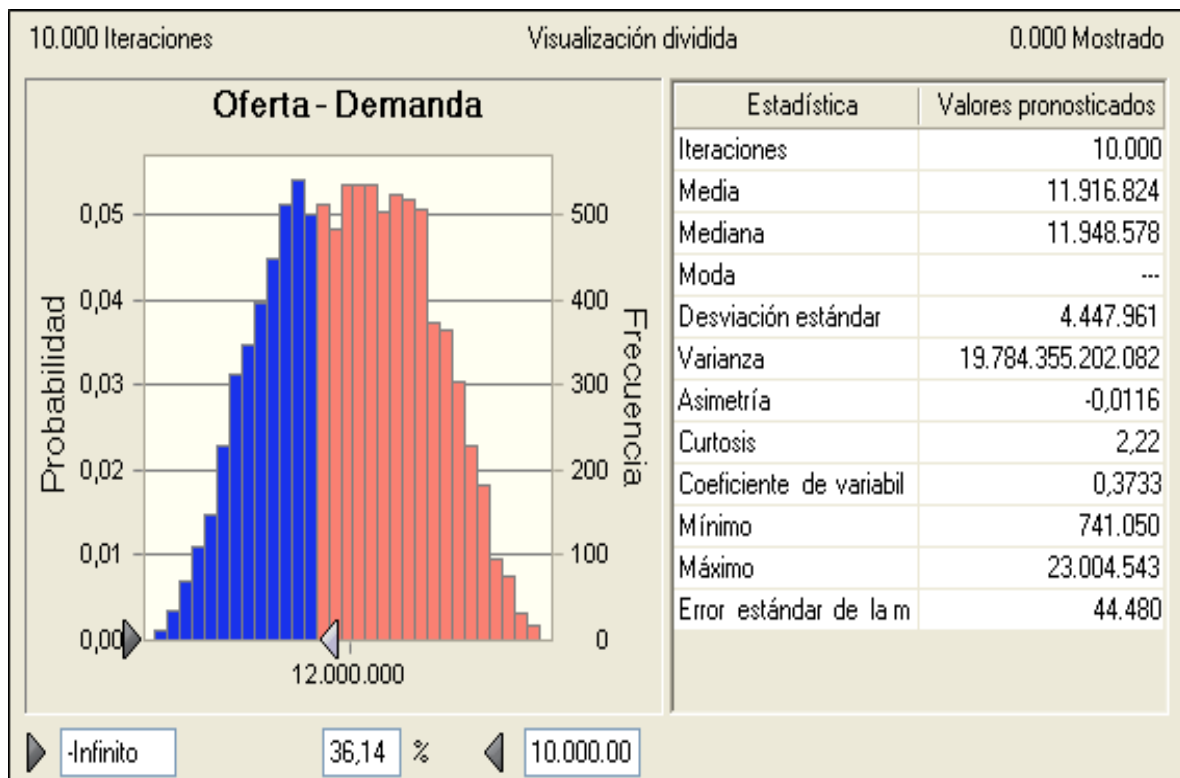 10.000 Iteraciones Visualización dividida 0.000 Mostrado
Oferta - Demanda
Probabilidad
0,05
0,04
0,03
0,02
0,01
0,00
500
400
300
200
100
0
Frecuencia
12.000.000
Estadística Valores pronosticados
Iteraciones 10.000
Media 11.916.824
Mediana 11.948.578
Moda ---
Desviación estándar 4.447.961
Varianza 19.784.355.202.082
Asimetría -0,0116
Curtosis 2,22
Coeficiente de variabil 0,3733
Mínimo 741.050
Máximo 23.004.543
Error estándar de la m 44.480
-Infinito 36,14 % 10.000.00